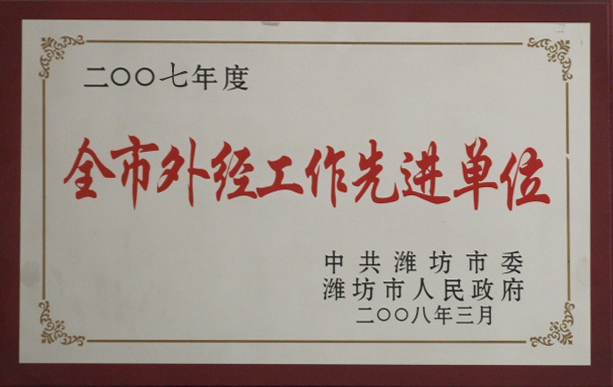 二〇〇七年度
全市外经工作先进单位
中共潍坊市委
潍坊市人民政府
二〇〇八年三月